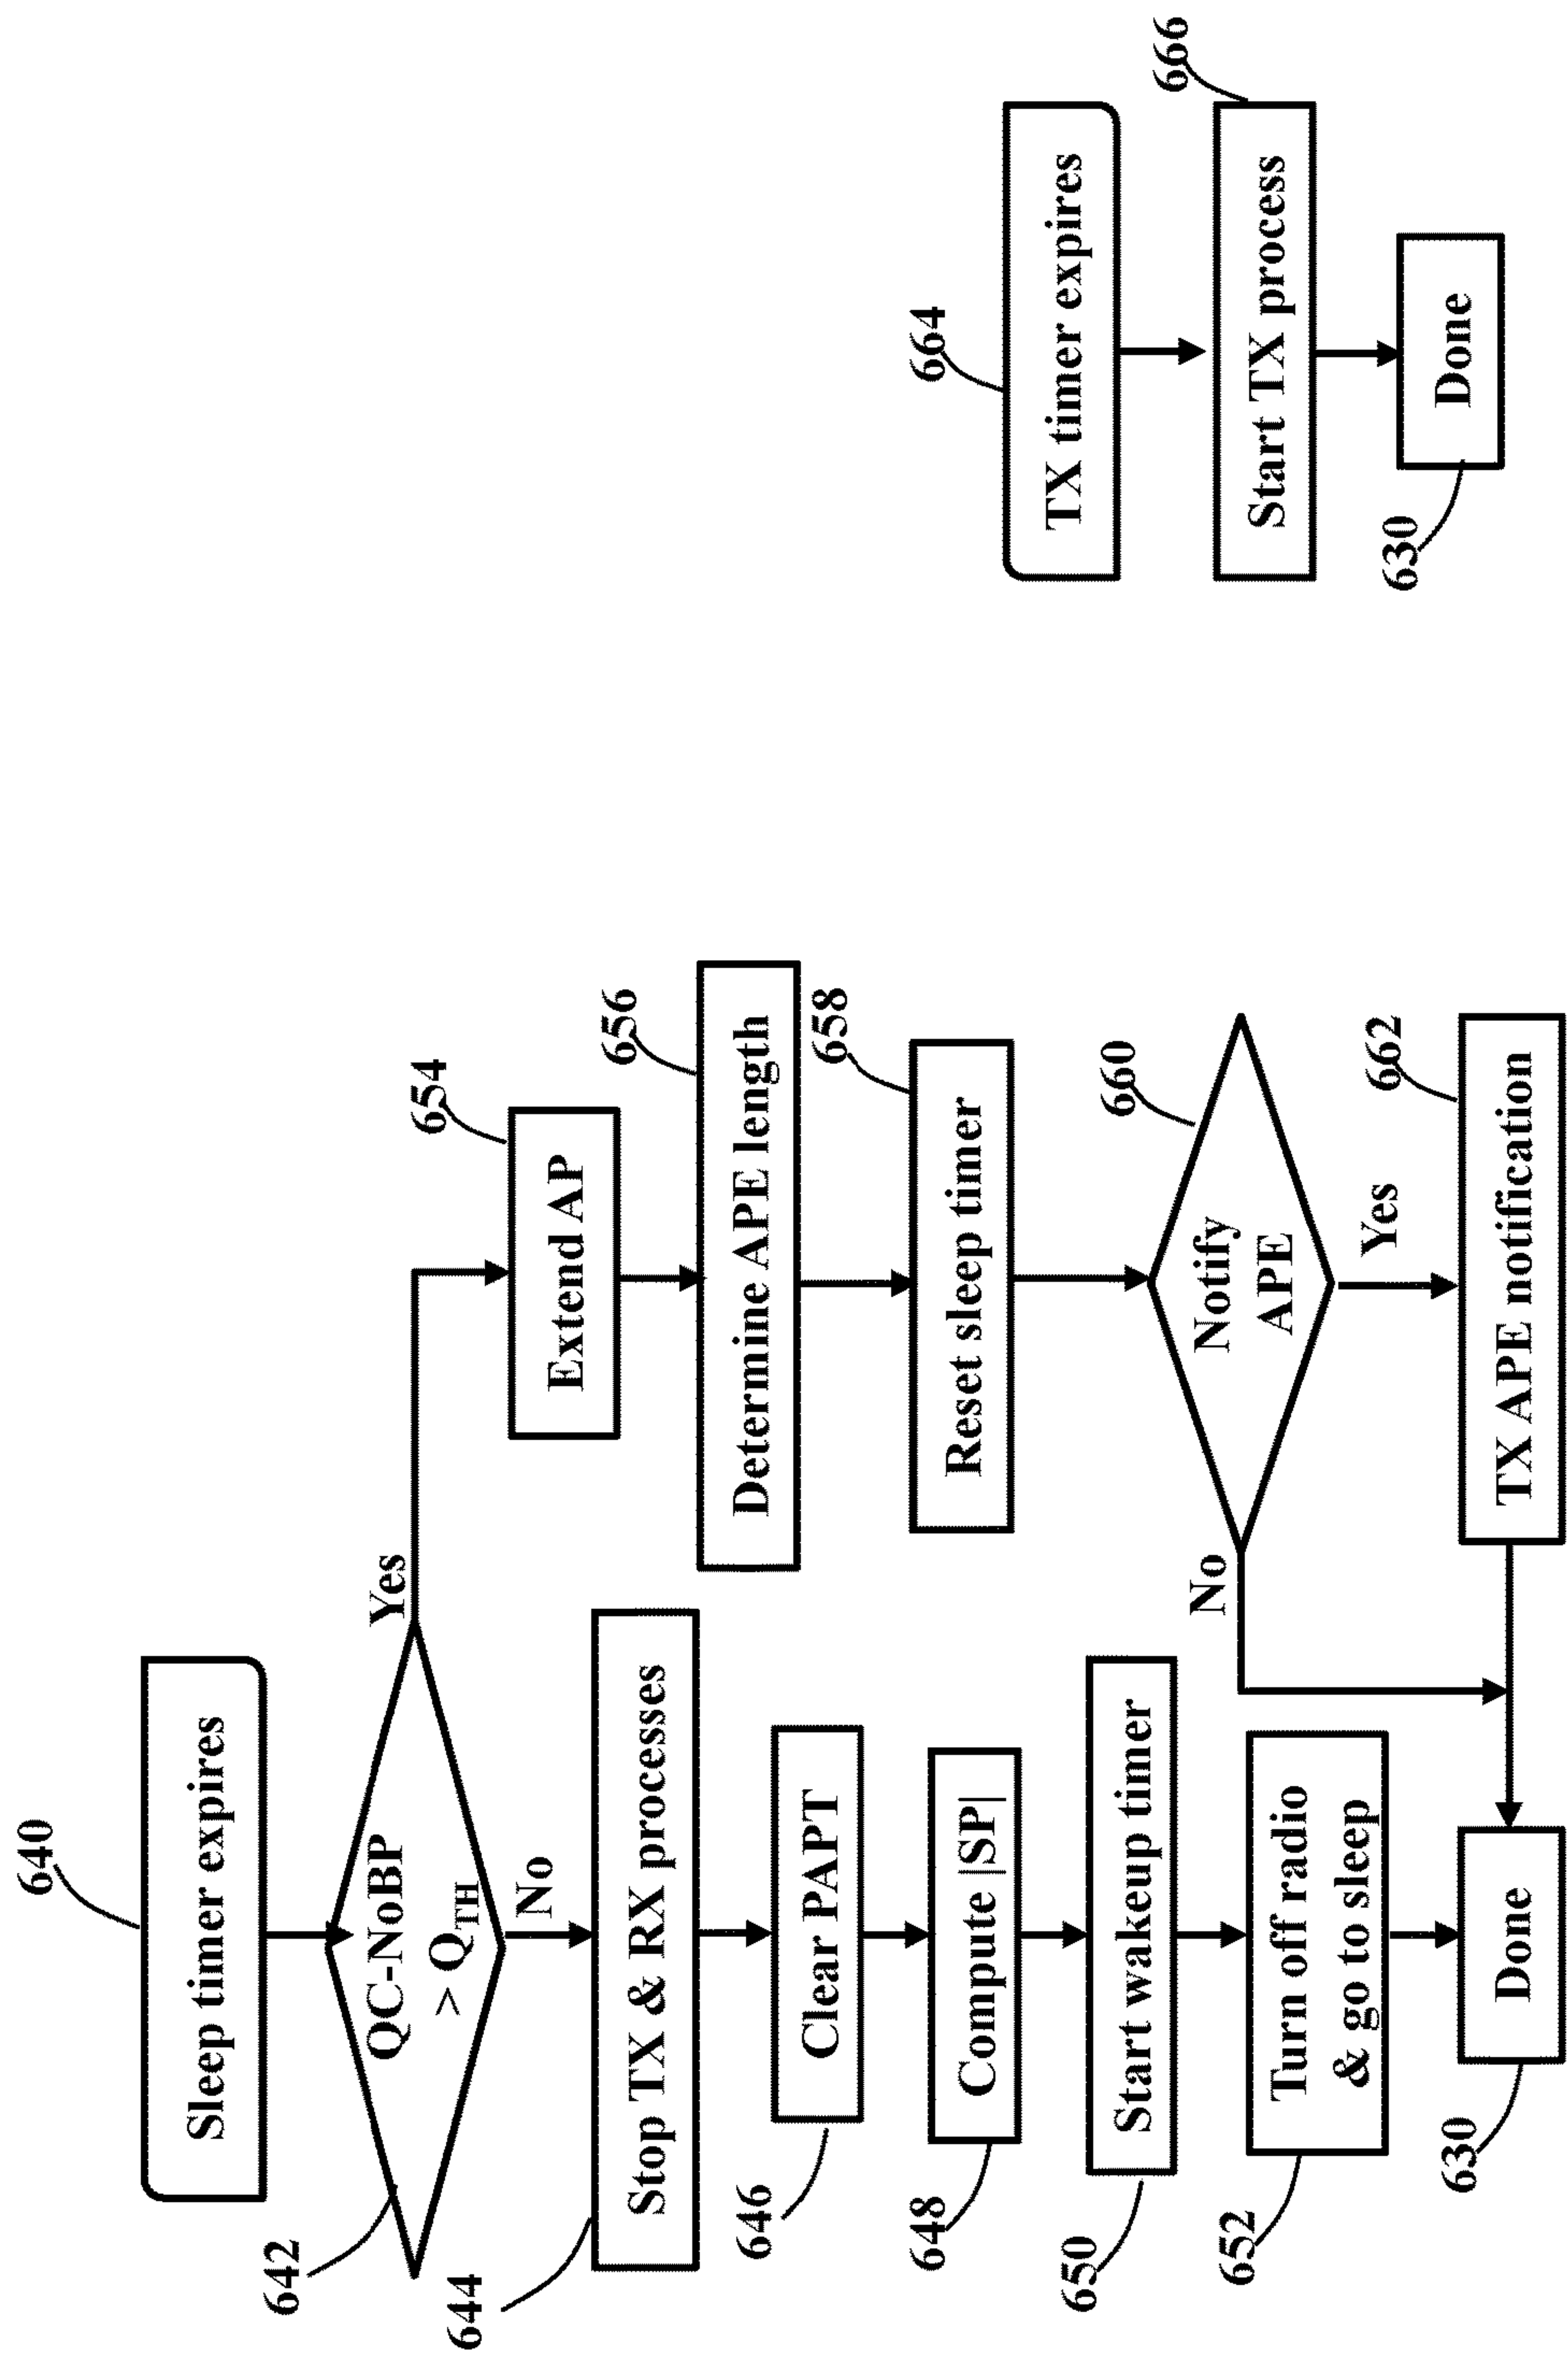 640
Sleep timer expires
642
QC-NoBP
> QTH
Yes
No
644
Stop TX & RX processes
646
Clear PAPT
648
Compute |SP|
650
Start wakeup timer
652
Turn off radio
& go to sleep
630
Done
654
Extend AP
656
Determine APE length
658
Reset sleep timer
660
Notify
APE
No
Yes
662
TX APE notification
664
TX timer expires
666
Start TX process
630
Done